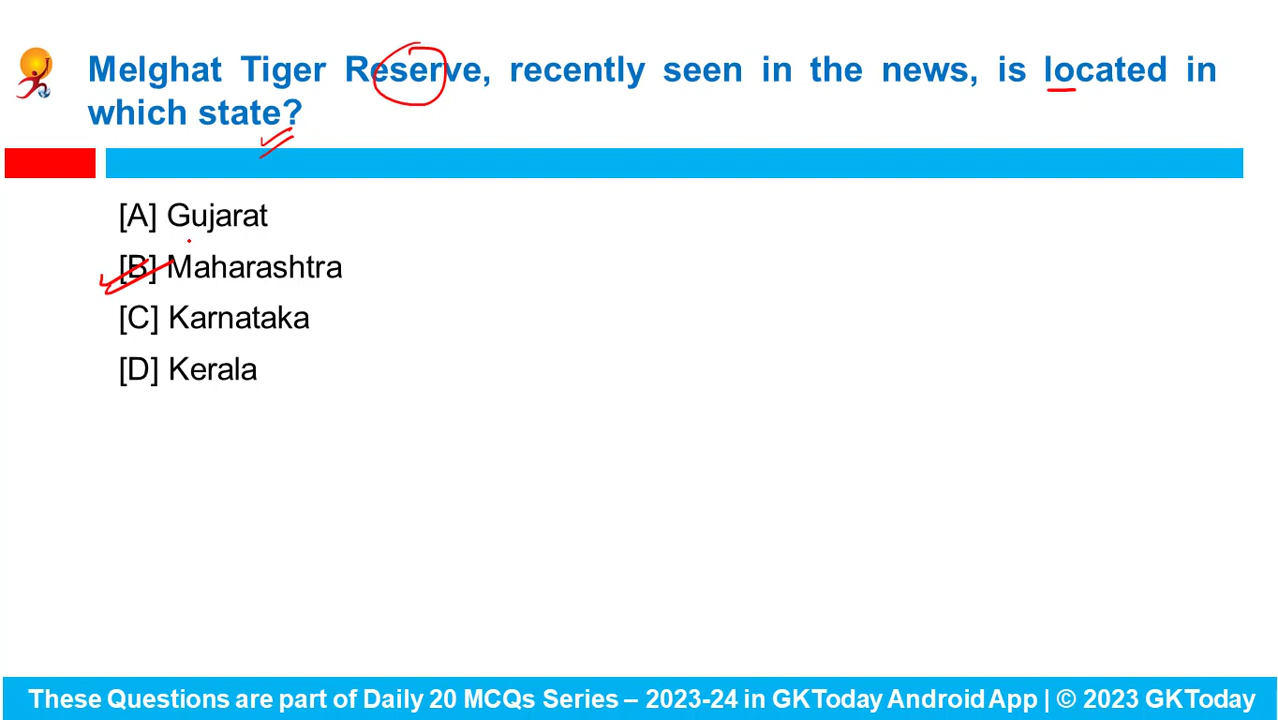 Melghat Tiger Reserve, recently seen in the news, is located in
which state?
[A] Gujarat
[B] Maharashtra
[C] Karnataka
[D] Kerala
These Questions are part of Daily 20 MCQs Series – 2023-24 in GKToday Android App | © 2023 GKToday